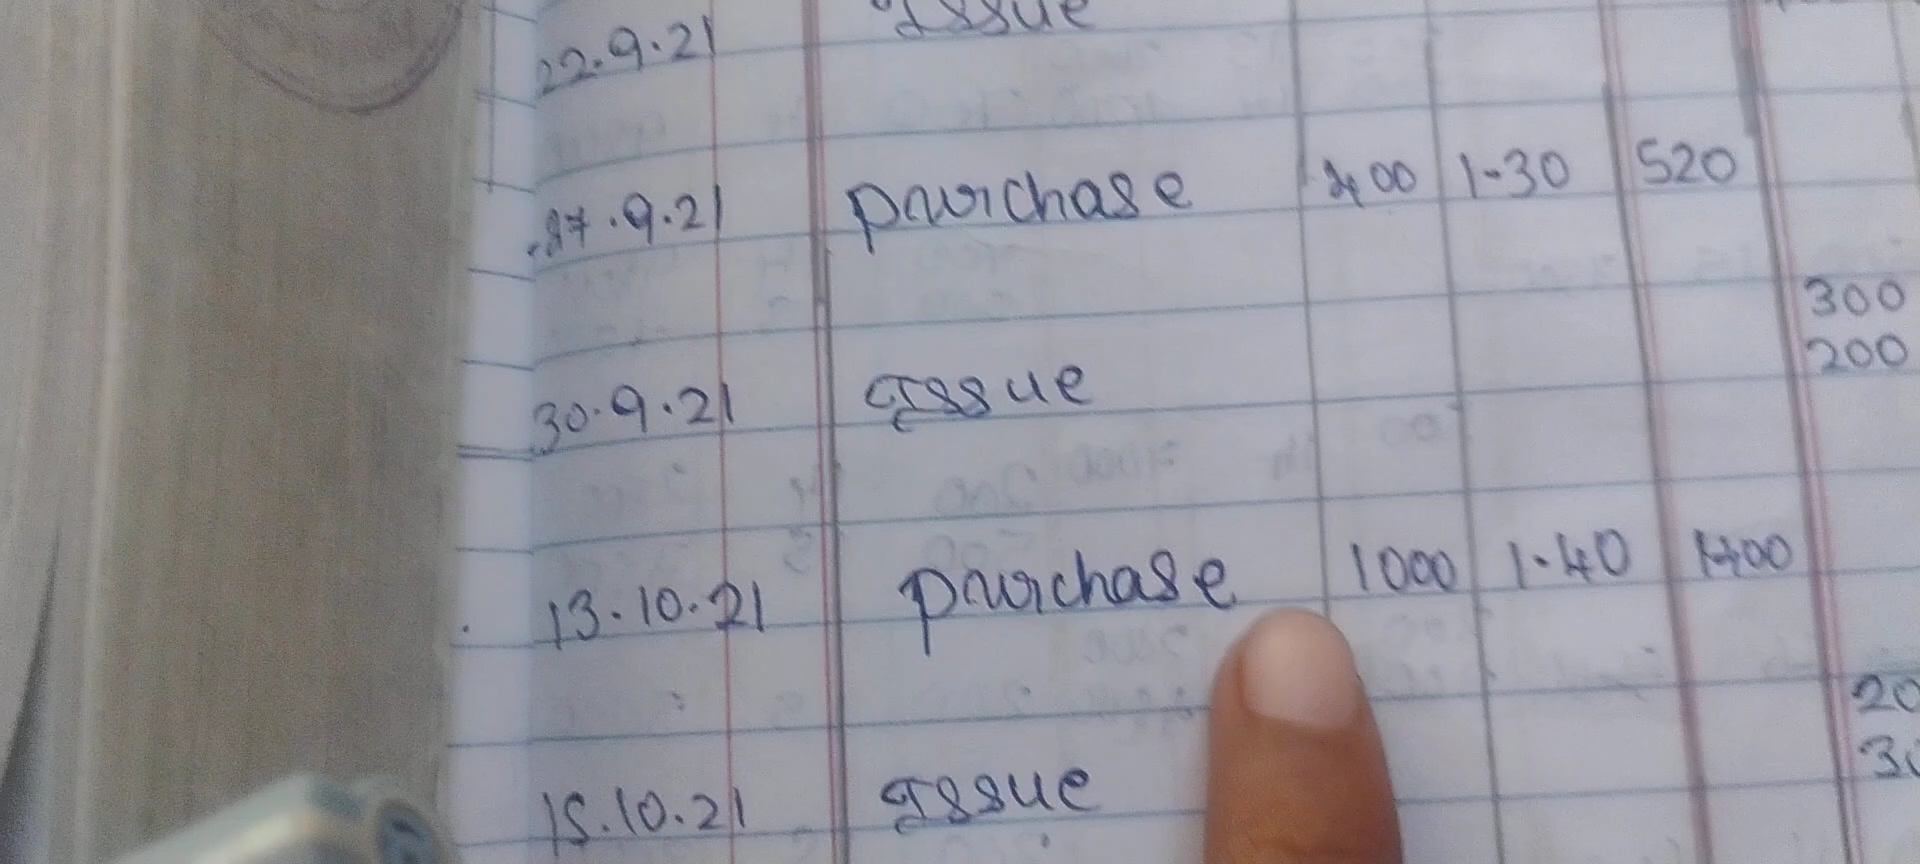 22.9.21 Issue
27.9.21 purchase 400 1-30 520
300
200
30.9.21 Issue
13.10.21 purchase 1000 1-40 1400
15.10.21 Issue